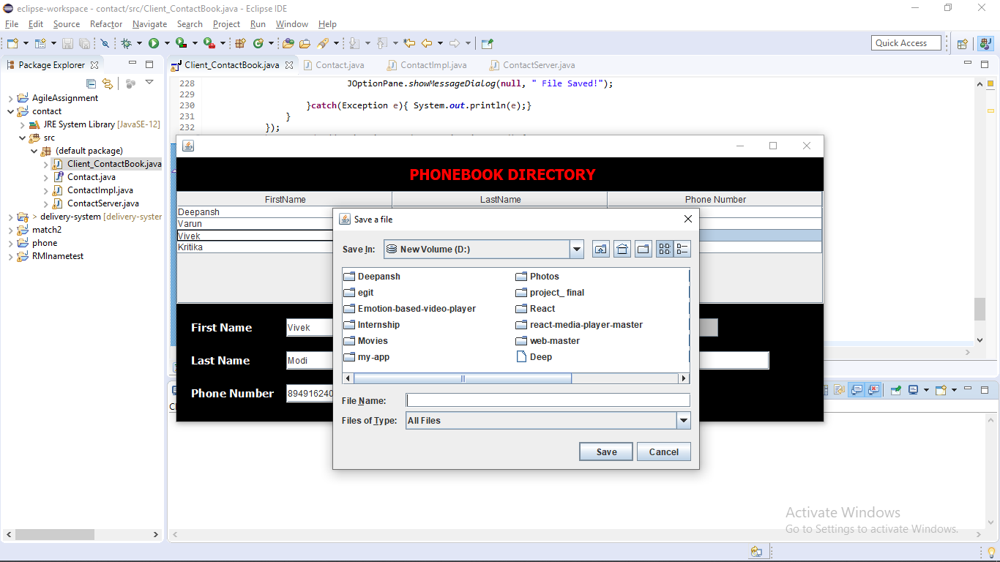 eclipse-workspace - contact/src/Client_ContactBook.java - Eclipse IDE
File Edit Source Refactor Navigate Search Project Run Window Help
Quick Access
Package Explorer
Client_ContactBook.java Contact.java ContactImpl.java ContactServer.java
AgileAssignment
contact
JRE System Library [JavaSE-12]
src
(default package)
Client_ContactBook.java
Contact.java
ContactImpl.java
ContactServer.java
> delivery-system [delivery-system
match2
phone
RMInametest
228 JOptionPane.showMessageDialog(null, " File Saved!");
229
230 }catch(Exception e){ System.out.println(e);}
231 }
232 });
PHONEBOOK DIRECTORY
FirstName LastName Phone Number
Deepansh
Varun
Vivek
Kritika
First Name Vivek
Last Name Modi
Phone Number 894916240
Save a file
Save In: New Volume (D:)
Deepansh Photos
egit project_ final
Emotion-based-video-player React
Internship react-media-player-master
Movies web-master
my-app Deep
File Name:
Files of Type: All Files
Save Cancel
Activate Windows
Go to Settings to activate Windows.